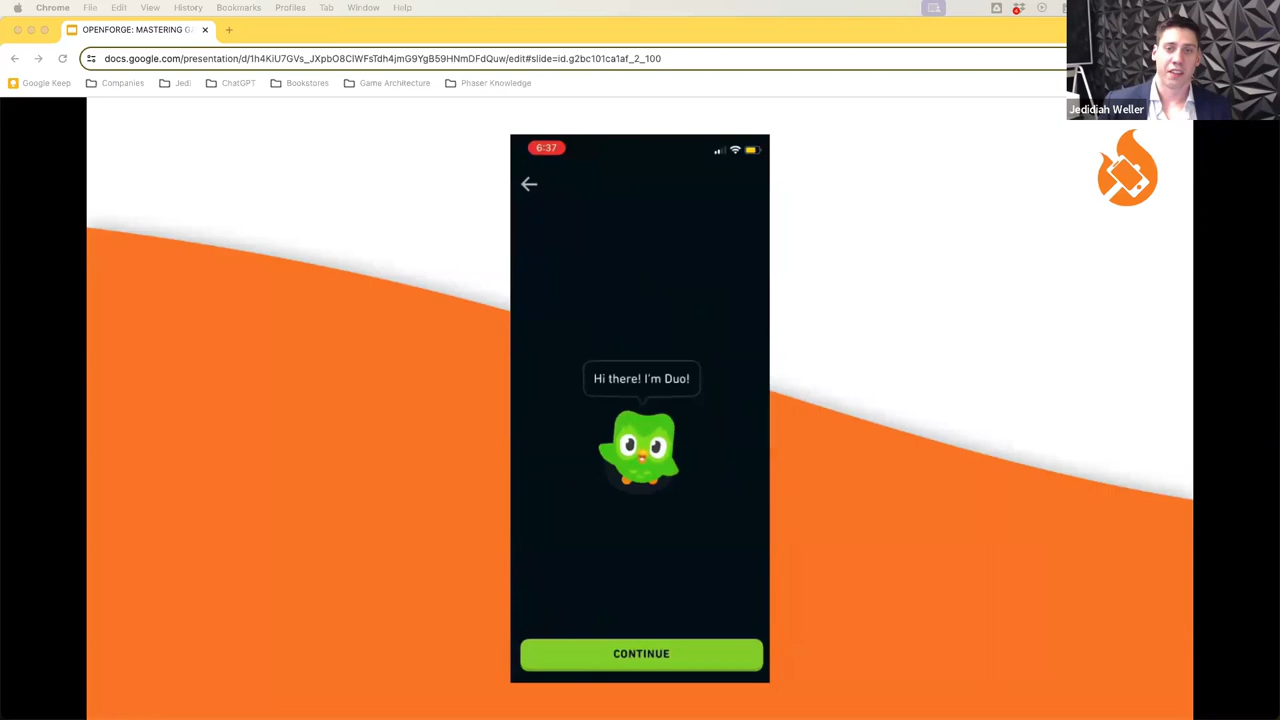 Chrome File Edit View History Bookmarks Profiles Tab Window Help
OPENFORGE: MASTERING GA
docs.google.com/presentation/d/1h4KiU7GVs_JXpbO8ClWFsTdh4jmG9YgB59HNmDFdQuw/edit#slide=id.g2bc101ca1af_2_100
Google Keep Companies Jedi ChatGPT Bookstores Game Architecture Phaser Knowledge
Jedidiah Weller
6:37
Hi there! I'm Duo!
CONTINUE